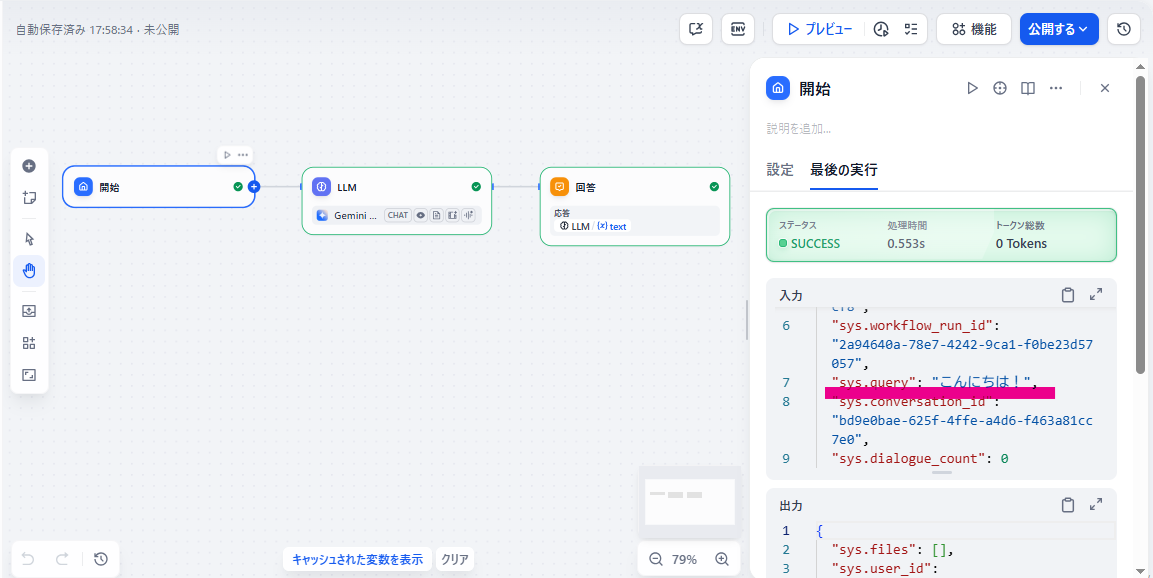 自動保存済み 17:58:34 · 未公開
ENV
プレビュー
機能
公開する
開始
説明を追加...
設定
最後の実行
開始
LLM
Gemini ...
CHAT
回答
応答
LLM / {x} text
ステータス
処理時間
トークン総数
SUCCESS
0.553s
0 Tokens
入力
6 "sys.workflow_run_id":
"2a94640a-78e7-4242-9ca1-f0be23d57
057",
7 "sys.query": "こんにちは！",
8 "sys.conversation_id":
"bd9e0bae-625f-4ffe-a4d6-f463a81cc
7e0",
9 "sys.dialogue_count": 0
出力
1 {
2 "sys.files": [],
3 "sys.user_id":
キャッシュされた変数を表示
クリア
79%